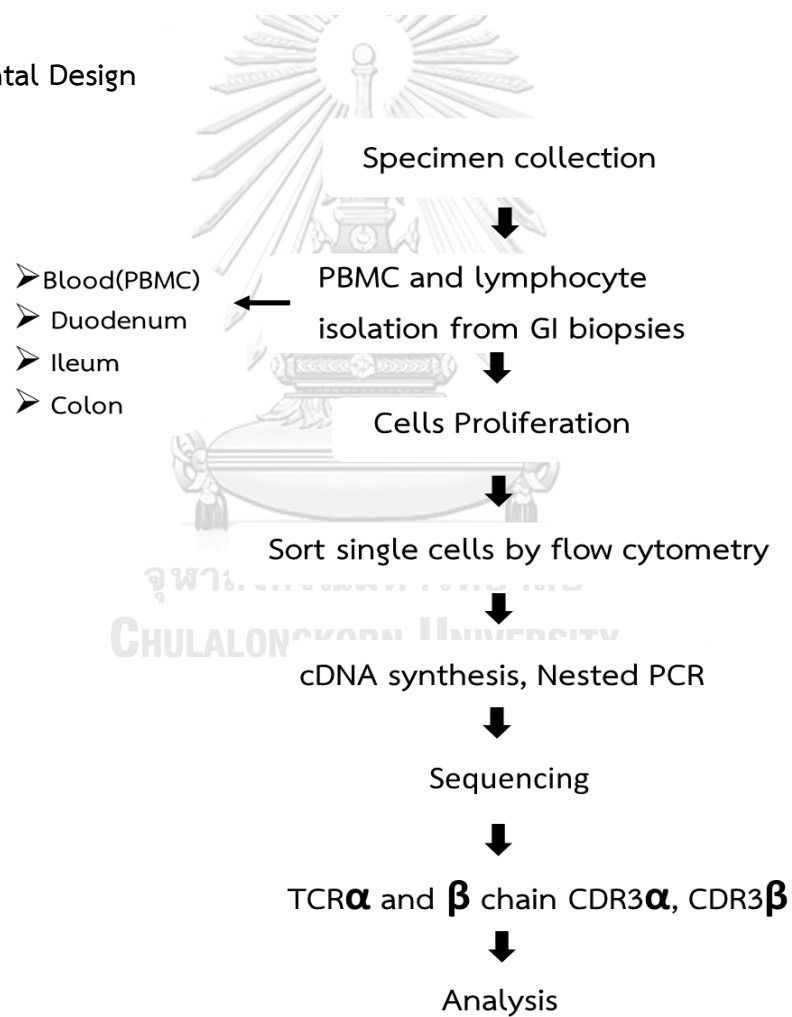 Design
Specimen collection
PBMC and lymphocyte
isolation from GI biopsies
➢Blood(PBMC)
➢ Duodenum
➢ Ileum
➢ Colon
Cells Proliferation
Sort single cells by flow cytometry
CHULALONGKORN UNIVERSITY
cDNA synthesis, Nested PCR
Sequencing
TCRα and β chain CDR3α, CDR3β
Analysis